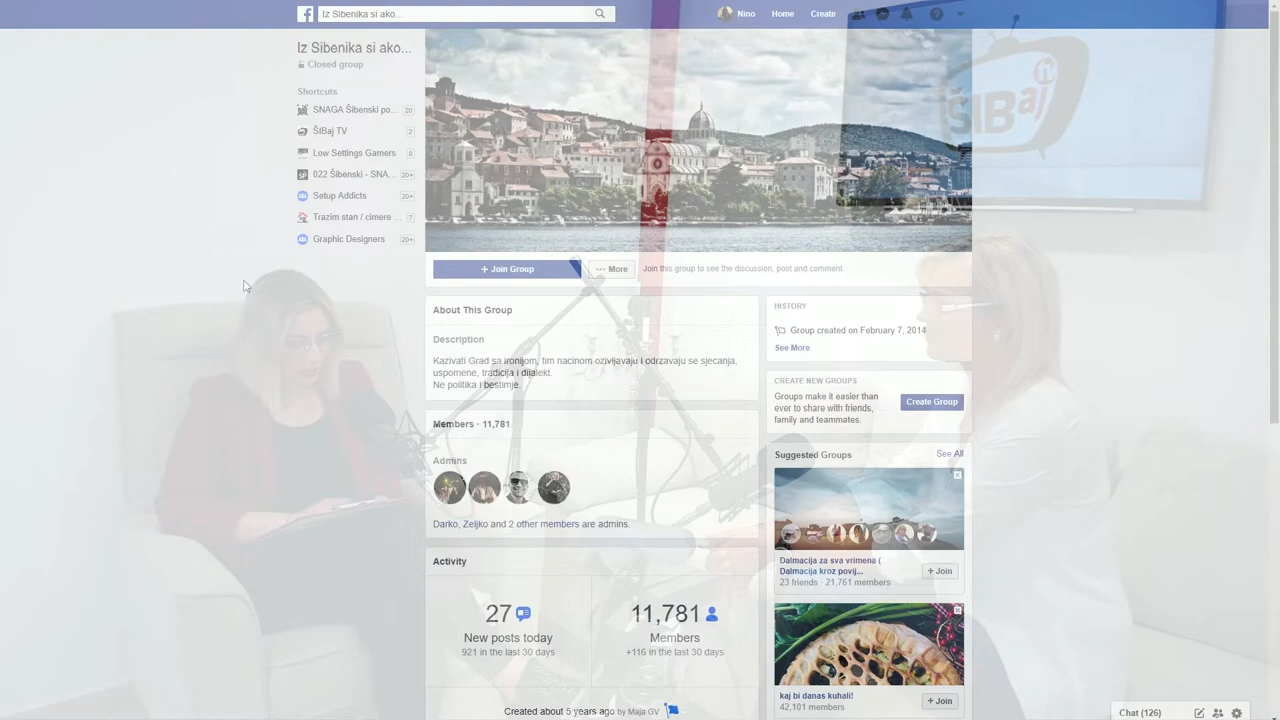 Iz Sibenika si ako...
Nino
Home
Create
Iz Sibenika si ako...
Closed group
Shortcuts
SNAGA Šibenski po... 20
ŠIBaj TV 2
Low Settings Gamers 6
022 Šibenski - SNA... 20+
Setup Addicts 20+
Trazim stan / cimere ... 7
Graphic Designers 20+
ŠIBaj
tv
+ Join Group
··· More
Join this group to see the discussion, post and comment.
About This Group
Description
Kazivati Grad sa ironijom, tim nacinom ozivljavaju i odrzavaju se sjecanja,
uspomene, tradicija i dijalekt.
Ne politika i bestimje.
Members · 11,781
Admins
Darko, Zeljko and 2 other members are admins.
Activity
27
New posts today
921 in the last 30 days
11,781
Members
+116 in the last 30 days
Created about 5 years ago by Maja GV
HISTORY
Group created on February 7, 2014
See More
CREATE NEW GROUPS
Groups make it easier than
ever to share with friends,
family and teammates.
Create Group
Suggested Groups
See All
Dalmacija za sva vrimena (
Dalmacija kroz povij...
23 friends · 21,761 members
+ Join
kaj bi danas kuhali!
42,101 members
+ Join
Chat (126)